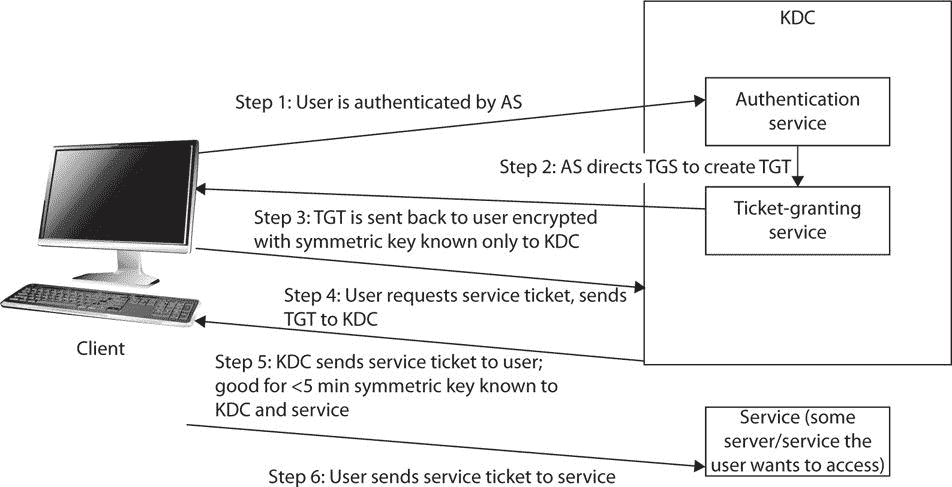 KDC
Step 1: User is authenticated by AS
Authentication
service
Step 2: AS directs TGS to create TGT
Ticket-granting
service
Step 3: TGT is sent back to user encrypted
with symmetric key known only to KDC
Step 4: User requests service ticket, sends
TGT to KDC
Client
Step 5: KDC sends service ticket to user;
good for <5 min symmetric key known to
KDC and service
Service (some
server/service the
user wants to access)
Step 6: User sends service ticket to service